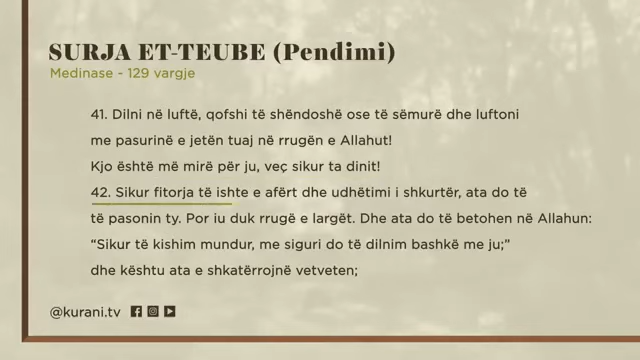 SURJA ET-TEUBE (Pendimi)
Medinase - 129 vargje
41. Dilni në luftë, qofshi të shëndoshë ose të sëmurë dhe luftoni
me pasurinë e jetën tuaj në rrugën e Allahut!
Kjo është më mirë për ju, veç sikur ta dinit!
42. Sikur fitorja të ishte e afërt dhe udhëtimi i shkurtër, ata do të
të pasonin ty. Por iu duk rrugë e largët. Dhe ata do të betohen në Allahun:
“Sikur të kishim mundur, me siguri do të dilnim bashkë me ju;”
dhe kështu ata e shkatërrojnë vetveten;
@kurani.tv